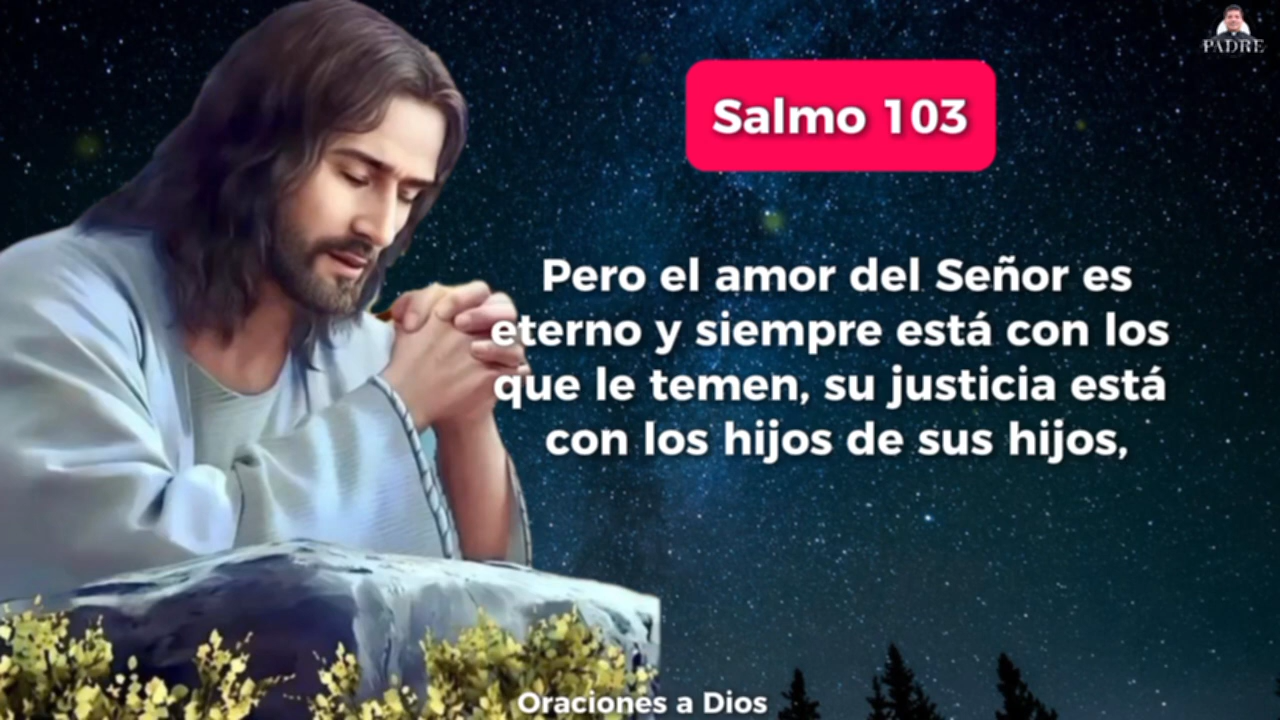 PADRE
Salmo 103
Pero el amor del Señor es
eterno y siempre está con los
que le temen, su justicia está
con los hijos de sus hijos,
Oraciones a Dios